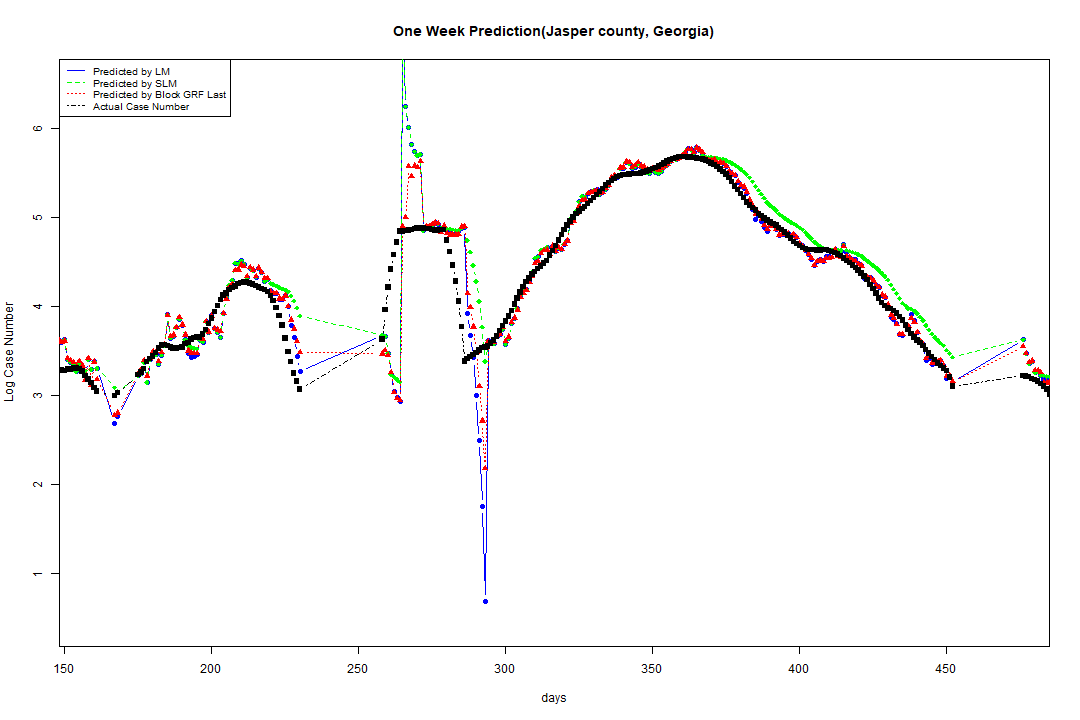 One Week Prediction(Jasper county, Georgia)
Predicted by LM
Predicted by SLM
Predicted by Block GRF Last
Actual Case Number
6
5
4
3
2
1
Log Case Number
150 200 250 300 350 400 450
days